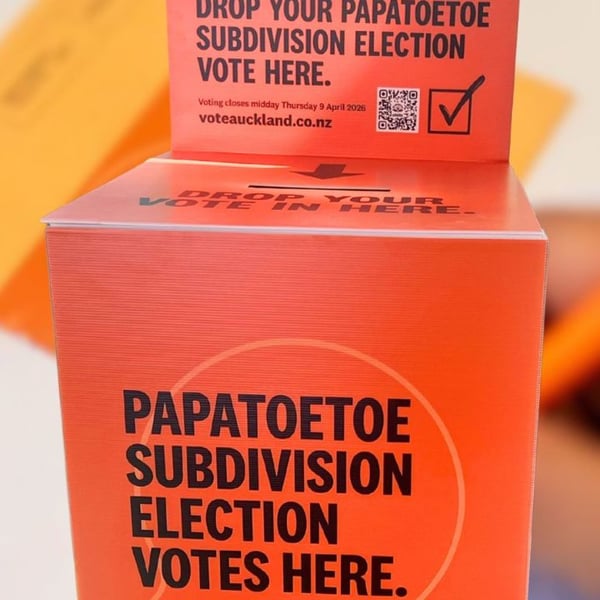 DROP YOUR PAPATOETOE
SUBDIVISION ELECTION
VOTE HERE.
Voting closes midday Thursday 9 April 2026
voteauckland.co.nz
DROP YOUR
VOTE IN HERE.
PAPATOETOE
SUBDIVISION
ELECTION
VOTES HERE.